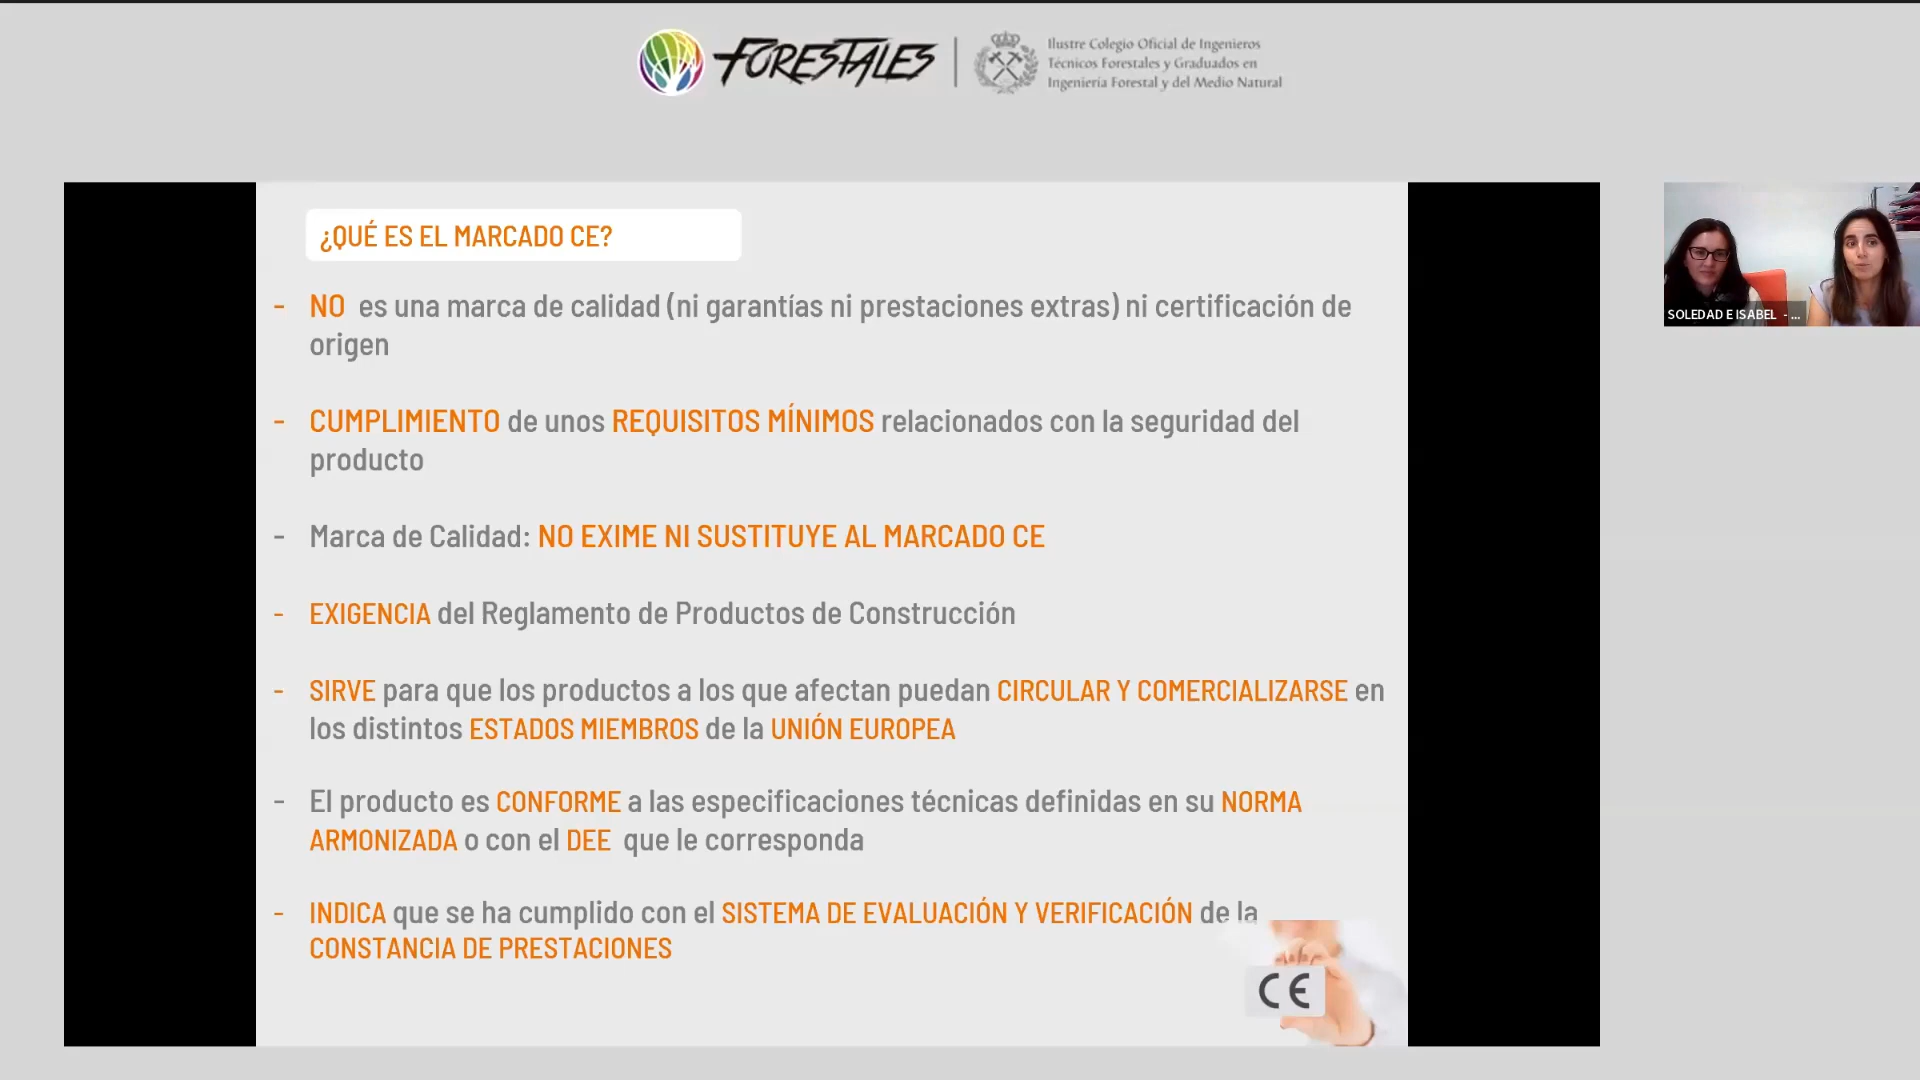 FORESTALES
Ilustre Colegio Oficial de Ingenieros
Técnicos Forestales y Graduados en
Ingeniería Forestal y del Medio Natural
¿QUÉ ES EL MARCADO CE?
- NO es una marca de calidad (ni garantías ni prestaciones extras) ni certificación de
origen
- CUMPLIMIENTO de unos REQUISITOS MÍNIMOS relacionados con la seguridad del
producto
- Marca de Calidad: NO EXIME NI SUSTITUYE AL MARCADO CE
- EXIGENCIA del Reglamento de Productos de Construcción
- SIRVE para que los productos a los que afectan puedan CIRCULAR Y COMERCIALIZARSE en
los distintos ESTADOS MIEMBROS de la UNIÓN EUROPEA
- El producto es CONFORME a las especificaciones técnicas definidas en su NORMA
ARMONIZADA o con el DEE que le corresponda
- INDICA que se ha cumplido con el SISTEMA DE EVALUACIÓN Y VERIFICACIÓN de la
CONSTANCIA DE PRESTACIONES
CE
SOLEDAD E ISABEL - ...